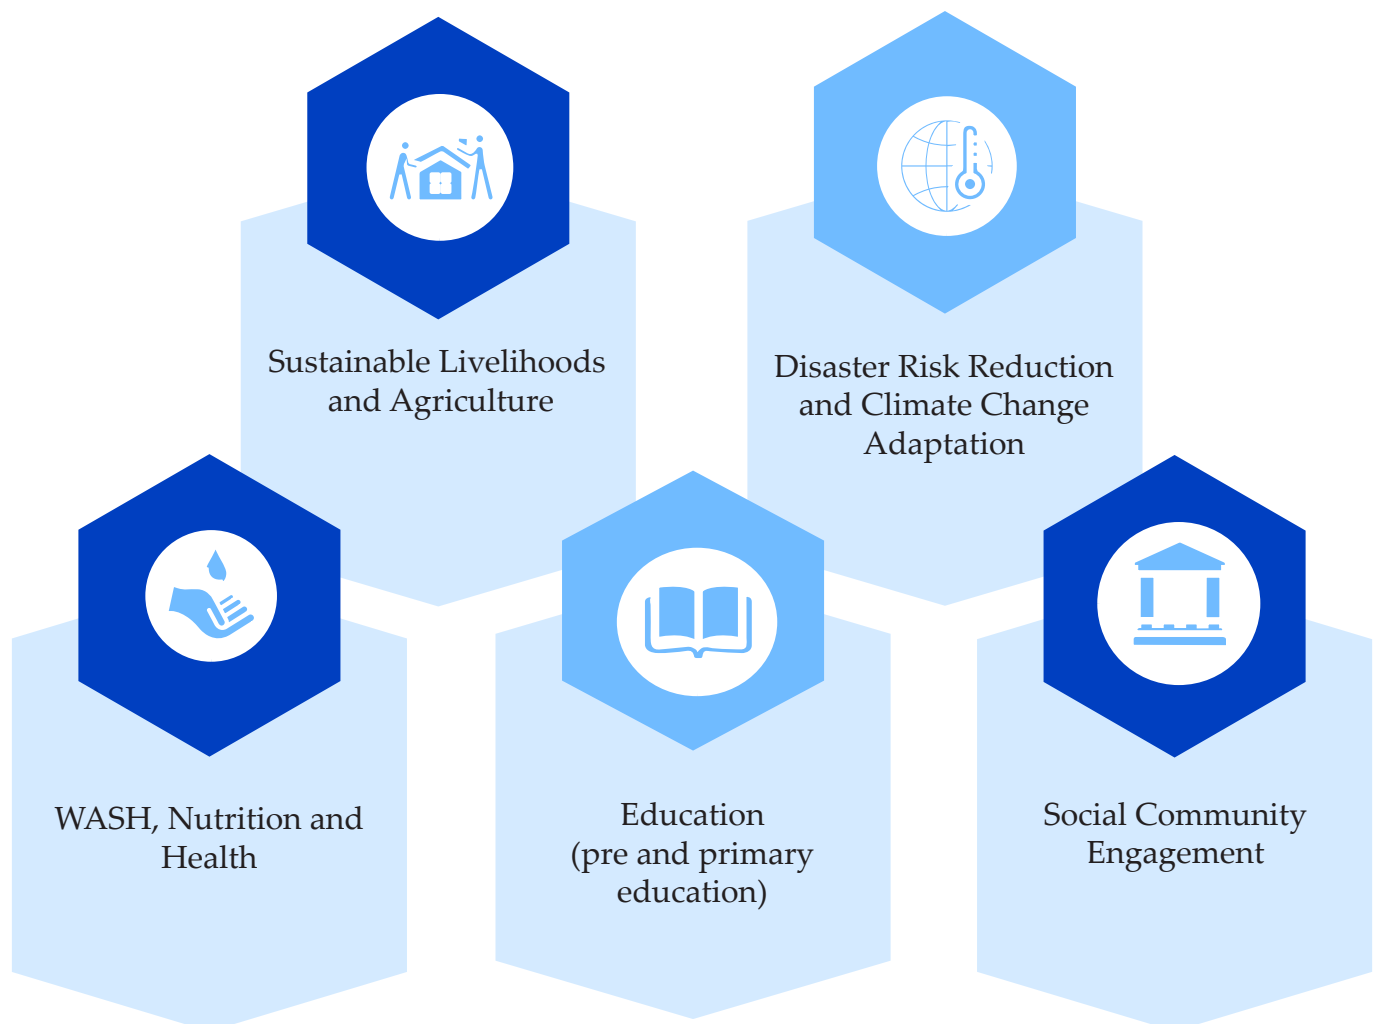 Sustainable Livelihoods
and Agriculture
Disaster Risk Reduction
and Climate Change
Adaptation
WASH, Nutrition and
Health
Education
(pre and primary
education)
Social Community
Engagement